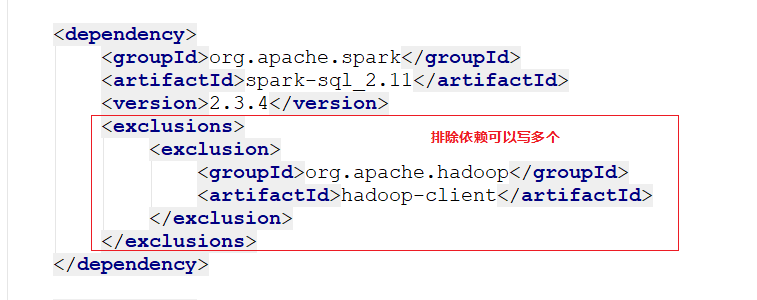 <dependency>
<groupId>org.apache.spark</groupId>
<artifactId>spark-sql_2.11</artifactId>
<version>2.3.4</version>
<exclusions>
排除依赖可以写多个
<exclusion>
<groupId>org.apache.hadoop</groupId>
<artifactId>hadoop-client</artifactId>
</exclusion>
</exclusions>
</dependency>